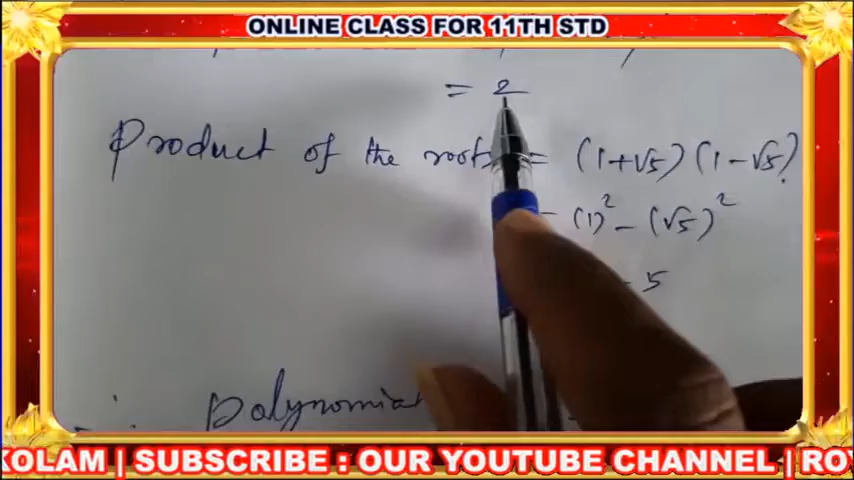 ONLINE CLASS FOR 11TH STD
= 2
Product of the roots = (1+√5)(1-√5)
= (1)² - (√5)²
- 5
Polynomial
KOLAM | SUBSCRIBE : OUR YOUTUBE CHANNEL | RO